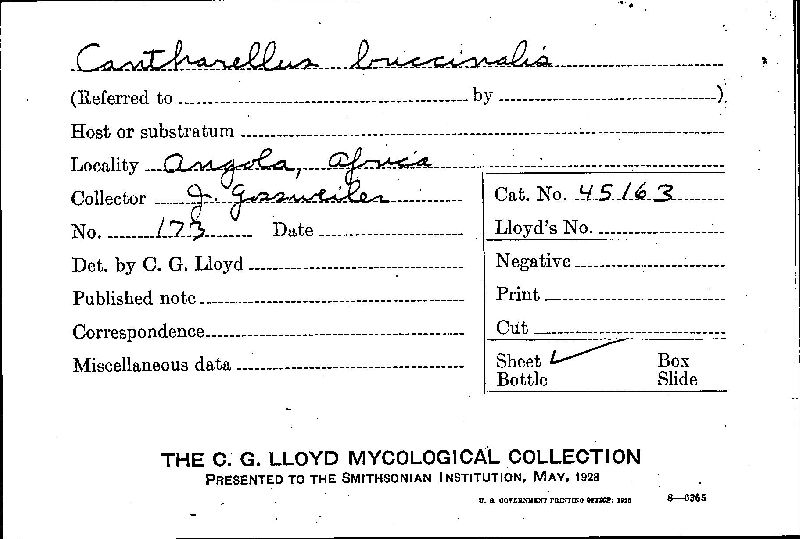 Cantharellus buccinalis
(Referred to by )
Host or substratum
Locality Angola, Africa
Collector J. Gossweiler
No. 173 Date
Det. by C. G. Lloyd
Published note
Correspondence
Miscellaneous data
Cat. No. 45163
Lloyd's No.
Negative
Print
Cut
Sheet ✓ Box
Bottle Slide
THE C. G. LLOYD MYCOLOGICAL COLLECTION
PRESENTED TO THE SMITHSONIAN INSTITUTION, MAY, 1928
U. S. GOVERNMENT PRINTING OFFICE: 8—6365